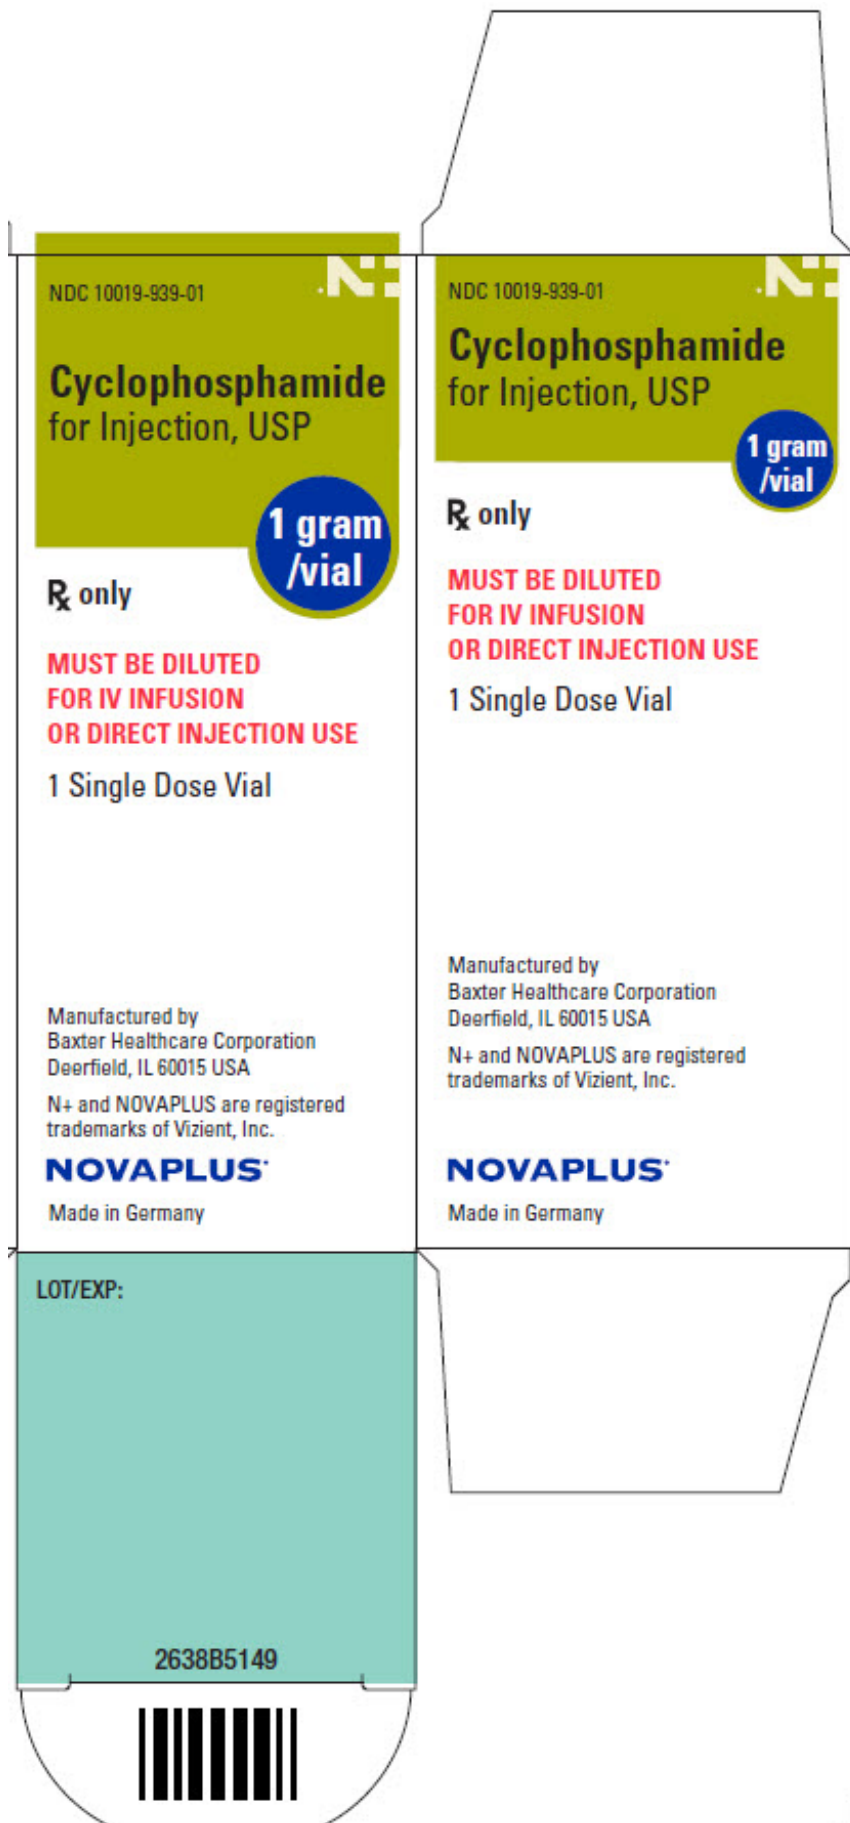 NDC 10019-939-01
N+
Cyclophosphamide
for Injection, USP
1 gram
/vial
Rx only
MUST BE DILUTED
FOR IV INFUSION
OR DIRECT INJECTION USE
1 Single Dose Vial
Manufactured by
Baxter Healthcare Corporation
Deerfield, IL 60015 USA
N+ and NOVAPLUS are registered
trademarks of Vizient, Inc.
NOVAPLUS+
Made in Germany
NDC 10019-939-01
N+
Cyclophosphamide
for Injection, USP
1 gram
/vial
Rx only
MUST BE DILUTED
FOR IV INFUSION
OR DIRECT INJECTION USE
1 Single Dose Vial
Manufactured by
Baxter Healthcare Corporation
Deerfield, IL 60015 USA
N+ and NOVAPLUS are registered
trademarks of Vizient, Inc.
NOVAPLUS+
Made in Germany
LOT/EXP:
2638B5149